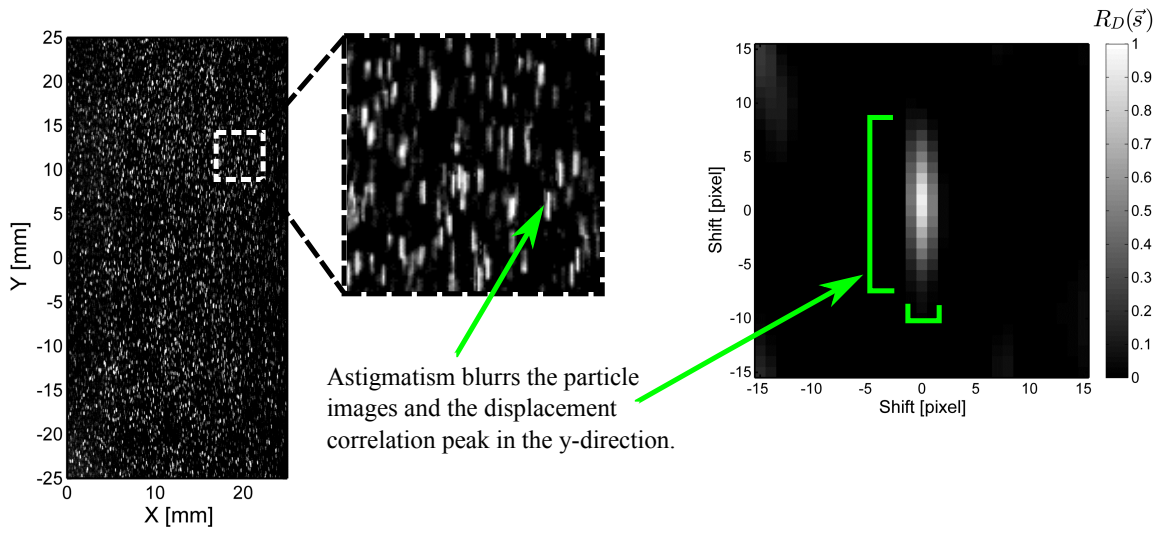 25
20
15
10
5
0
-5
-10
-15
-20
-25
Y [mm]
0 10 20
X [mm]
Astigmatism blurrs the particle
images and the displacement
correlation peak in the y-direction.
15
10
5
0
-5
-10
-15
Shift [pixel]
-15 -10 -5 0 5 10 15
Shift [pixel]
R_D(s⃗)
1
0.9
0.8
0.7
0.6
0.5
0.4
0.3
0.2
0.1
0